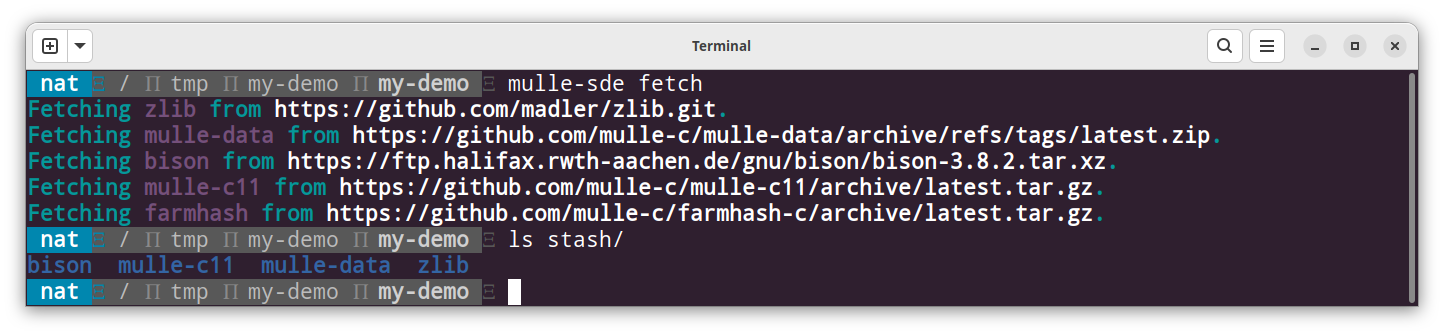 Terminal
nat Ξ / Π tmp Π my-demo Π my-demo Ξ mulle-sde fetch
Fetching zlib from https://github.com/madler/zlib.git.
Fetching mulle-data from https://github.com/mulle-c/mulle-data/archive/refs/tags/latest.zip.
Fetching bison from https://ftp.halifax.rwth-aachen.de/gnu/bison/bison-3.8.2.tar.xz.
Fetching mulle-c11 from https://github.com/mulle-c/mulle-c11/archive/latest.tar.gz.
Fetching farmhash from https://github.com/mulle-c/farmhash-c/archive/latest.tar.gz.
nat Ξ / Π tmp Π my-demo Π my-demo Ξ ls stash/
bison mulle-c11 mulle-data zlib
nat Ξ / Π tmp Π my-demo Π my-demo Ξ